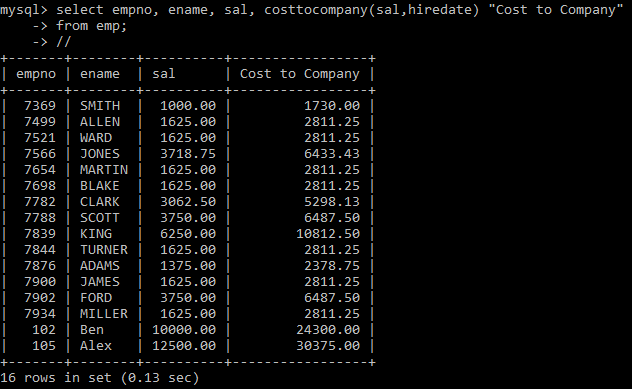 mysql> select empno, ename, sal, costtocompany(sal,hiredate) "Cost to Company"
    -> from emp;
    -> //
+-------+--------+----------+-----------------+
| empno | ename  | sal      | Cost to Company |
+-------+--------+----------+-----------------+
|  7369 | SMITH  |  1000.00 |         1730.00 |
|  7499 | ALLEN  |  1625.00 |         2811.25 |
|  7521 | WARD   |  1625.00 |         2811.25 |
|  7566 | JONES  |  3718.75 |         6433.43 |
|  7654 | MARTIN |  1625.00 |         2811.25 |
|  7698 | BLAKE  |  1625.00 |         2811.25 |
|  7782 | CLARK  |  3062.50 |         5298.13 |
|  7788 | SCOTT  |  3750.00 |         6487.50 |
|  7839 | KING   |  6250.00 |        10812.50 |
|  7844 | TURNER |  1625.00 |         2811.25 |
|  7876 | ADAMS  |  1375.00 |         2378.75 |
|  7900 | JAMES  |  1625.00 |         2811.25 |
|  7902 | FORD   |  3750.00 |         6487.50 |
|  7934 | MILLER |  1625.00 |         2811.25 |
|   102 | Ben    | 10000.00 |        24300.00 |
|   105 | Alex   | 12500.00 |        30375.00 |
+-------+--------+----------+-----------------+
16 rows in set (0.13 sec)